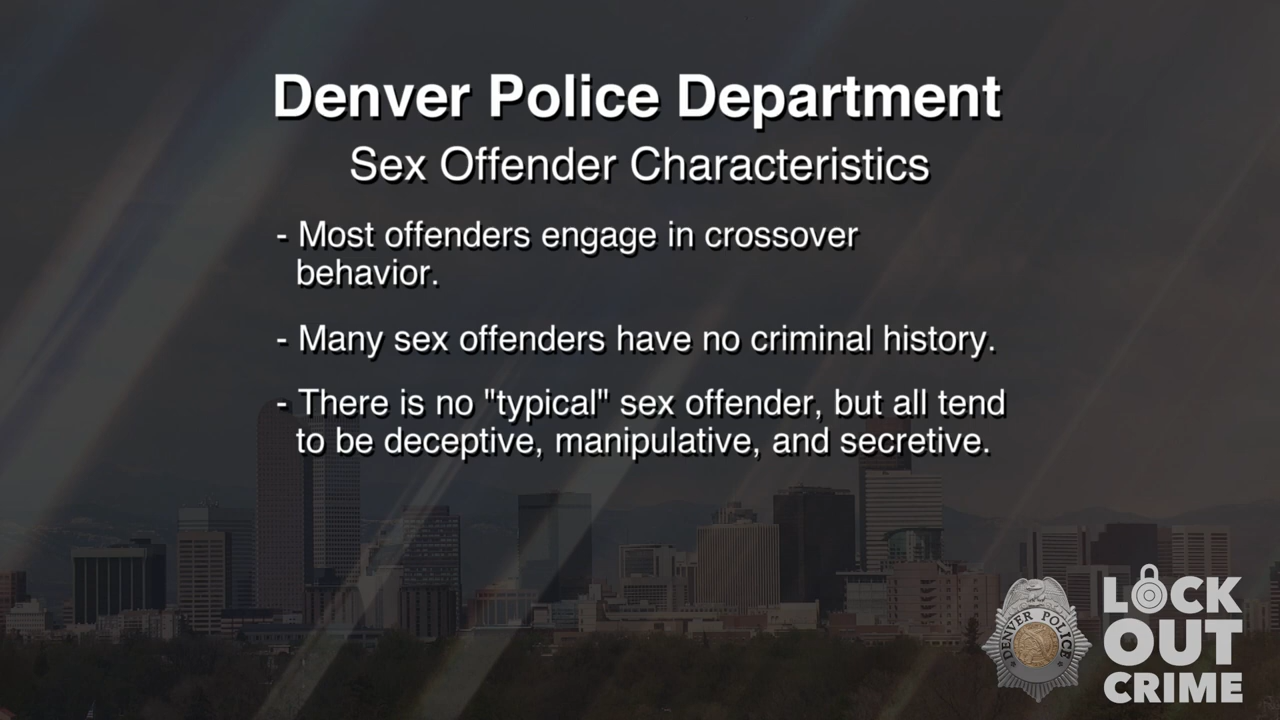 Denver Police Department
Sex Offender Characteristics
- Most offenders engage in crossover
behavior.
- Many sex offenders have no criminal history.
- There is no "typical" sex offender, but all tend
to be deceptive, manipulative, and secretive.
DENVER POLICE
LOCK
OUT
CRIME